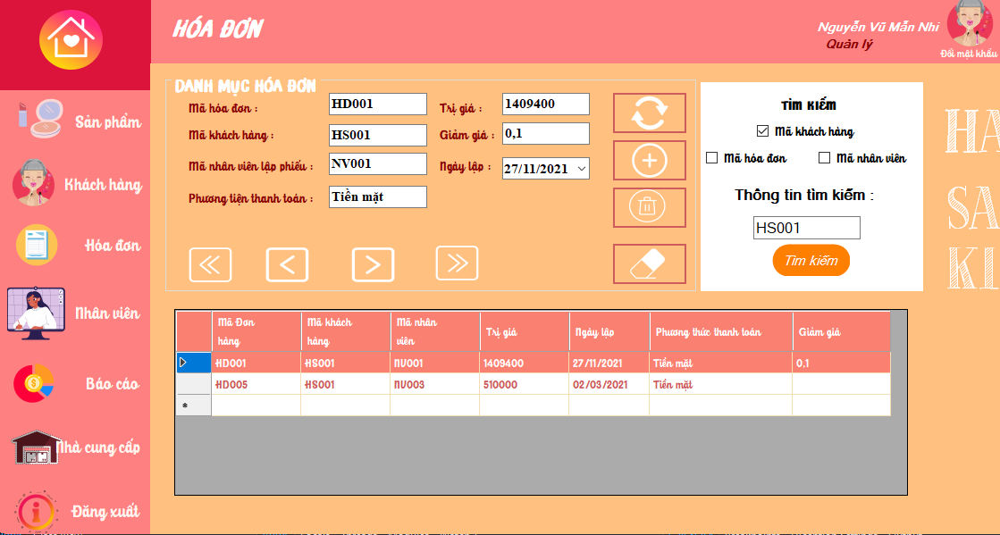 HÓA ĐƠN
Nguyễn Vũ Mẫn Nhi
Quản lý
Đổi mật khẩu
Sản phẩm
Khách hàng
Hóa đơn
Nhân viên
Báo cáo
Nhà cung cấp
Đăng xuất
DANH MỤC HÓA ĐƠN
Mã hóa đơn : HD001 Trị giá : 1409400
Mã khách hàng : HS001 Giảm giá : 0,1
Mã nhân viên lập phiếu : NV001 Ngày lập : 27/11/2021
Phương tiện thanh toán : Tiền mặt
TÌM KIẾM
Mã khách hàng
Mã hóa đơn Mã nhân viên
Thông tin tìm kiếm :
HS001
Tìm kiếm
HA
SA
KI
Mã Đơn hàng Mã khách hàng Mã nhân viên Trị giá Ngày lập Phương thức thanh toán Giảm giá
HD001 HS001 NV001 1409400 27/11/2021 Tiền mặt 0.1
HD005 HS001 NV003 510000 02/03/2021 Tiền mặt